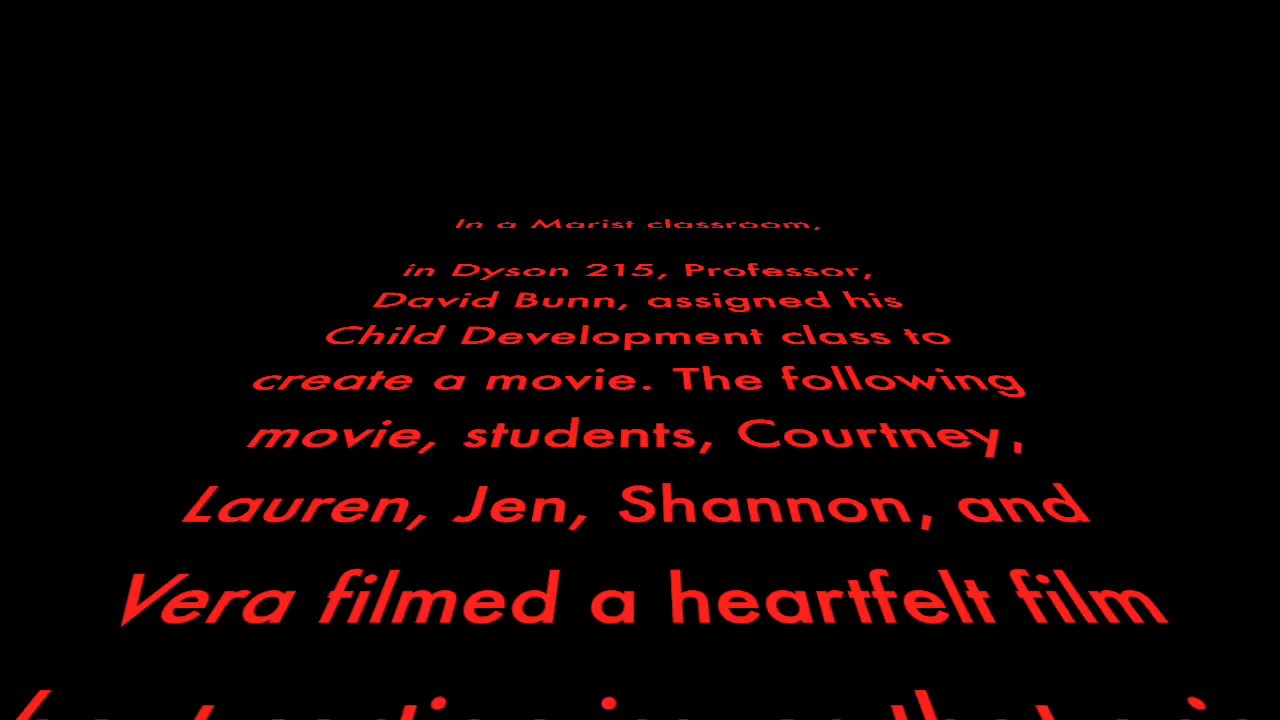 In a Marist classroom,
in Dyson 215, Professor,
David Bunn, assigned his
Child Development class to
create a movie. The following
movie, students, Courtney,
Lauren, Jen, Shannon, and
Vera filmed a heartfelt film